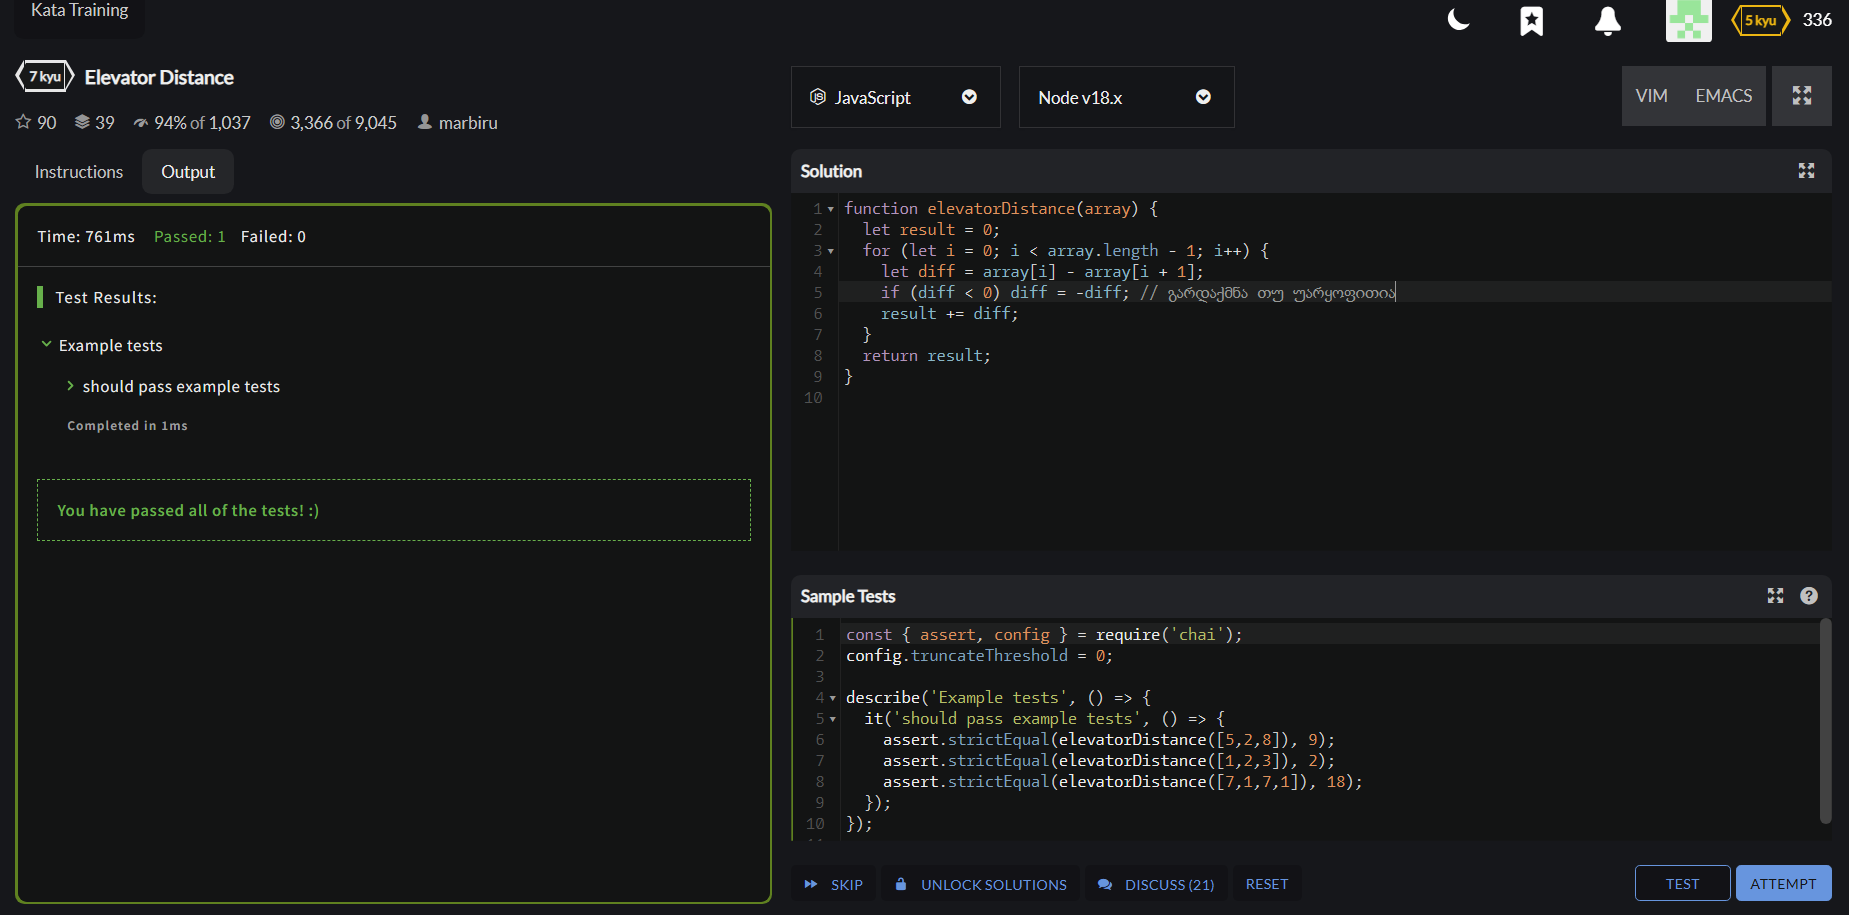 Kata Training
5 kyu 336
7 kyu Elevator Distance
90 39 94% of 1,037 3,366 of 9,045 marbiru
Instructions Output
Time: 761ms Passed: 1 Failed: 0
Test Results:
Example tests
should pass example tests
Completed in 1ms
You have passed all of the tests! :)
JS JavaScript Node v18.x VIM EMACS
Solution
1 function elevatorDistance(array) {
2 let result = 0;
3 for (let i = 0; i < array.length - 1; i++) {
4 let diff = array[i] - array[i + 1];
5 if (diff < 0) diff = -diff; // გარდაქმნა თუ უარყოფითია
6 result += diff;
7 }
8 return result;
9 }
10
Sample Tests ?
1 const { assert, config } = require('chai');
2 config.truncateThreshold = 0;
3
4 describe('Example tests', () => {
5 it('should pass example tests', () => {
6 assert.strictEqual(elevatorDistance([5,2,8]), 9);
7 assert.strictEqual(elevatorDistance([1,2,3]), 2);
8 assert.strictEqual(elevatorDistance([7,1,7,1]), 18);
9 });
10 });
SKIP UNLOCK SOLUTIONS DISCUSS (21) RESET TEST ATTEMPT